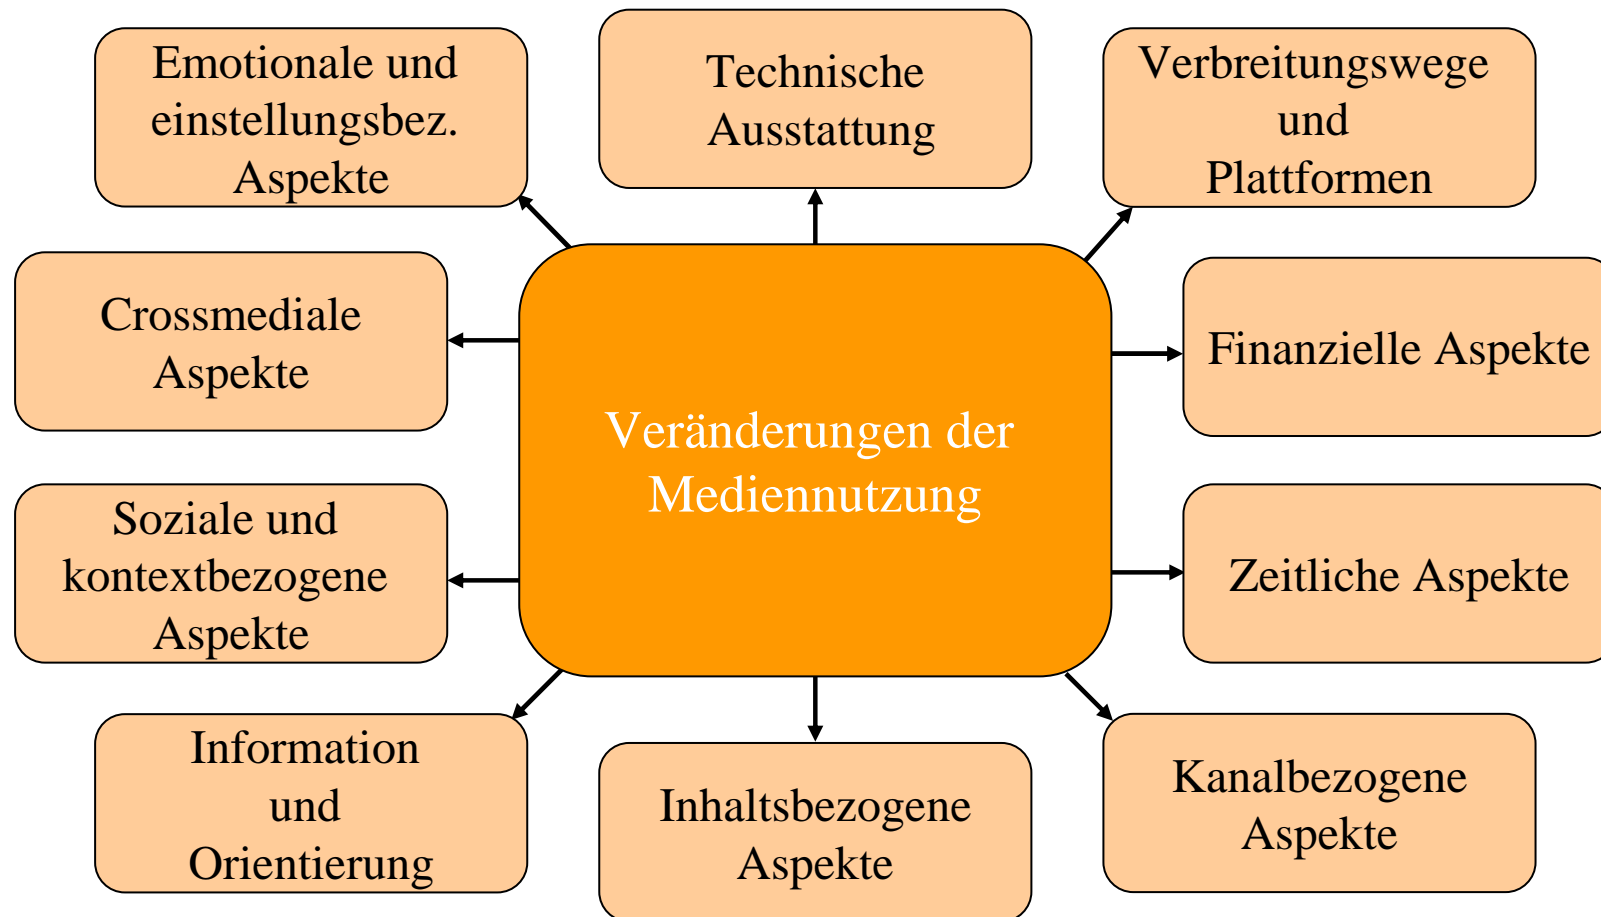 Emotionale und
einstellungsbez.
Aspekte
Technische
Ausstattung
Verbreitungswege
und
Plattformen
Crossmediale
Aspekte
Finanzielle Aspekte
Veränderungen der
Mediennutzung
Soziale und
kontextbezogene
Aspekte
Zeitliche Aspekte
Information
und
Orientierung
Inhaltsbezogene
Aspekte
Kanalbezogene
Aspekte